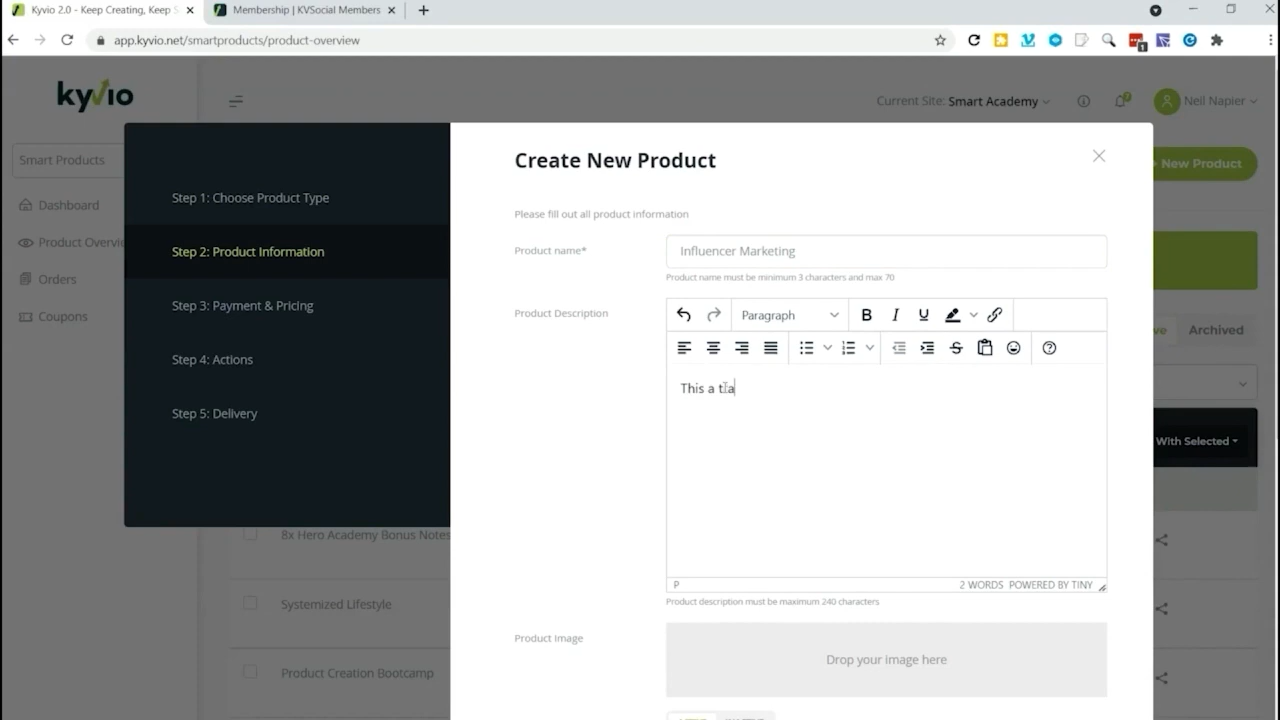 Kyvio 2.0 - Keep Creating, Keep S
Membership | KVSocial Members
app.kyvio.net/smartproducts/product-overview
1
kyvio
Current Site: Smart Academy
7
Neil Napier
Smart Products
Dashboard
Product Overvie
Orders
Coupons
New Product
Archived
With Selected
Step 1: Choose Product Type
Step 2: Product Information
Step 3: Payment & Pricing
Step 4: Actions
Step 5: Delivery
Create New Product
Please fill out all product information
Product name*
Influencer Marketing
Product name must be minimum 3 characters and max 70
Product Description
Paragraph
B I U
This a tra
P
2 WORDS POWERED BY TINY
Product description must be maximum 240 characters
Product Image
Drop your image here
8x Hero Academy Bonus Notes
Systemized Lifestyle
Product Creation Bootcamp